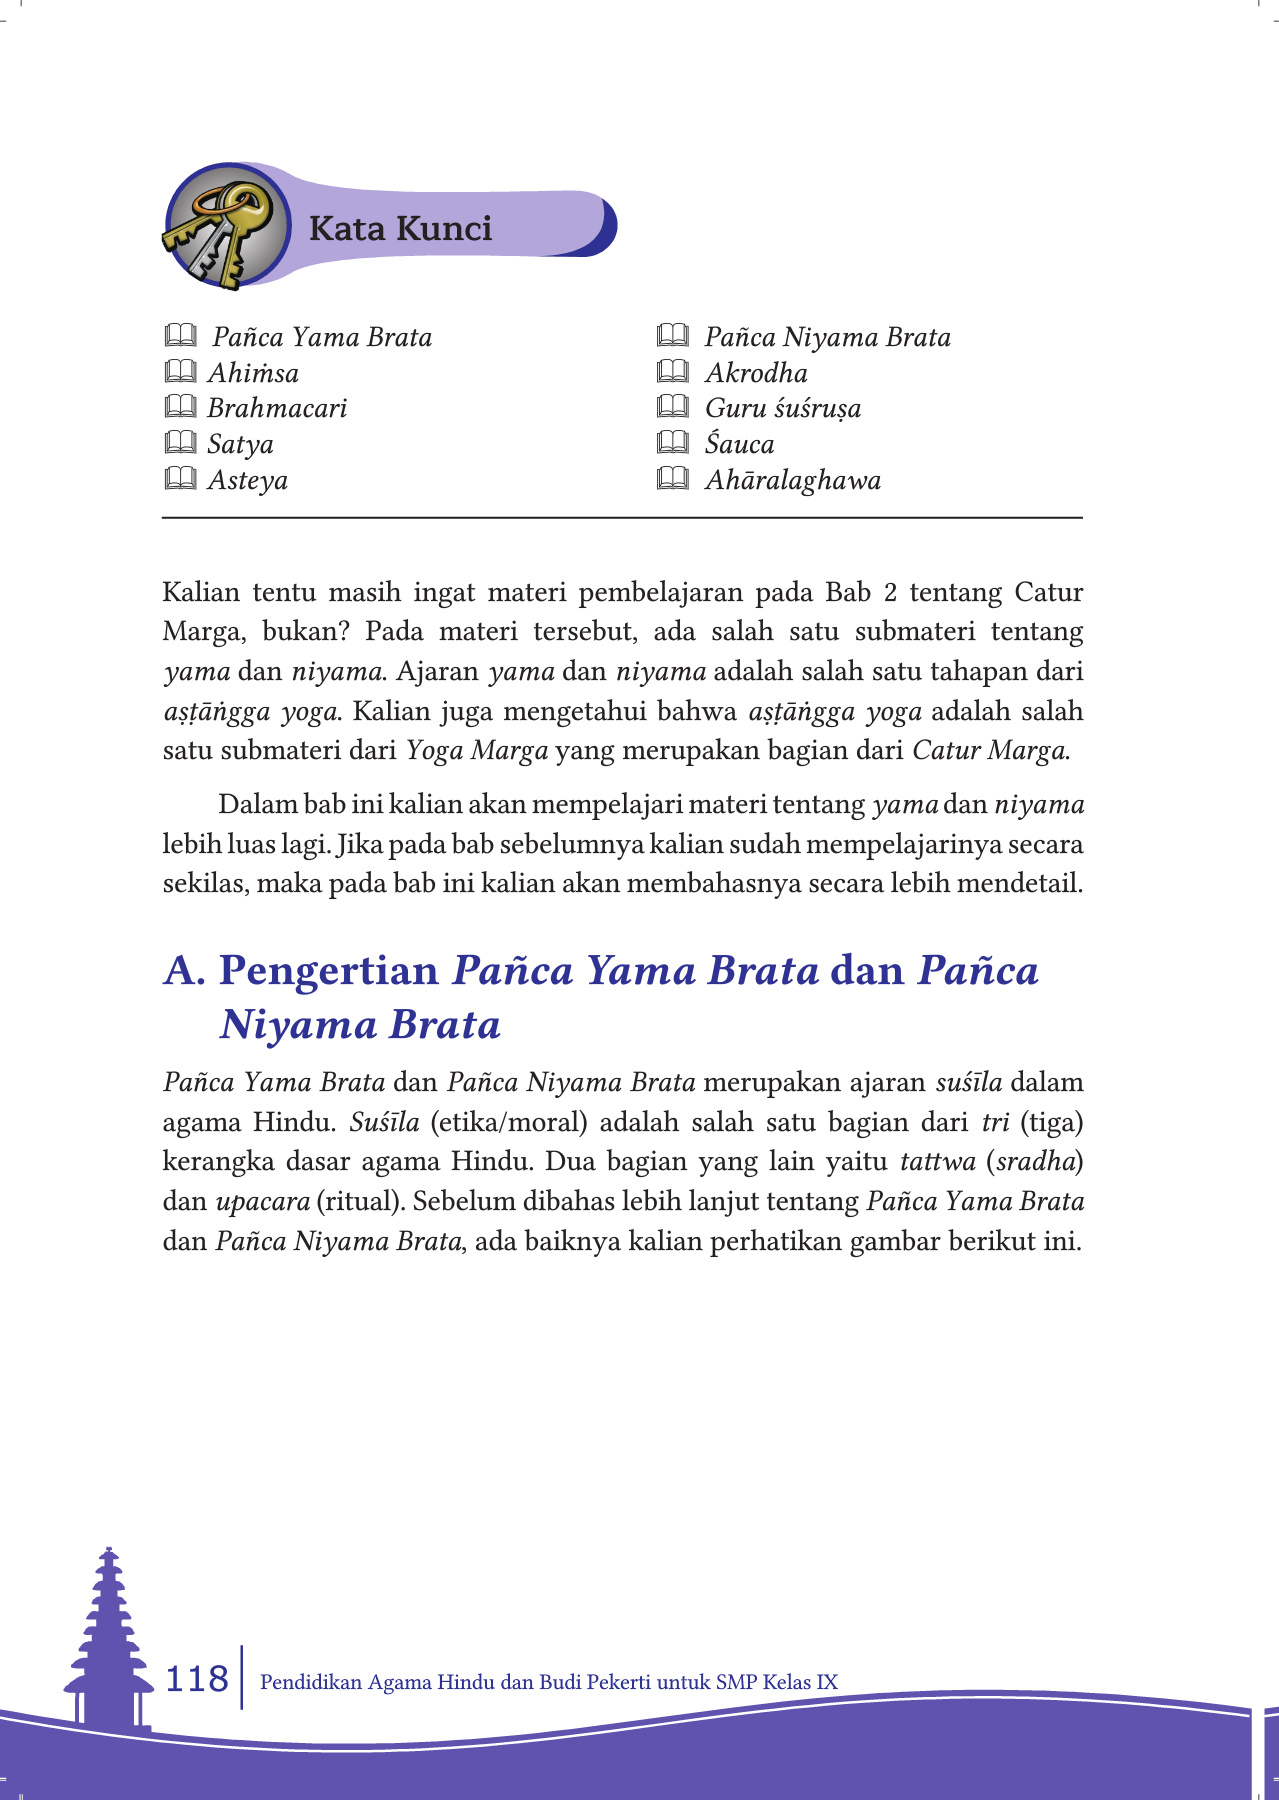 Kata Kunci
Pañca Yama Brata
Ahiṁsa
Brahmacari
Satya
Asteya
Pañca Niyama Brata
Akrodha
Guru śuśruṣa
Śauca
Ahāralaghawa
Kalian tentu masih ingat materi pembelajaran pada Bab 2 tentang Catur
Marga, bukan? Pada materi tersebut, ada salah satu submateri tentang
yama dan niyama. Ajaran yama dan niyama adalah salah satu tahapan dari
aṣṭāṅgga yoga. Kalian juga mengetahui bahwa aṣṭāṅgga yoga adalah salah
satu submateri dari Yoga Marga yang merupakan bagian dari Catur Marga.
Dalam bab ini kalian akan mempelajari materi tentang yama dan niyama
lebih luas lagi. Jika pada bab sebelumnya kalian sudah mempelajarinya secara
sekilas, maka pada bab ini kalian akan membahasnya secara lebih mendetail.
A. Pengertian Pañca Yama Brata dan Pañca
Niyama Brata
Pañca Yama Brata dan Pañca Niyama Brata merupakan ajaran suśīla dalam
agama Hindu. Suśīla (etika/moral) adalah salah satu bagian dari tri (tiga)
kerangka dasar agama Hindu. Dua bagian yang lain yaitu tattwa (sradha)
dan upacara (ritual). Sebelum dibahas lebih lanjut tentang Pañca Yama Brata
dan Pañca Niyama Brata, ada baiknya kalian perhatikan gambar berikut ini.
118
Pendidikan Agama Hindu dan Budi Pekerti untuk SMP Kelas IX